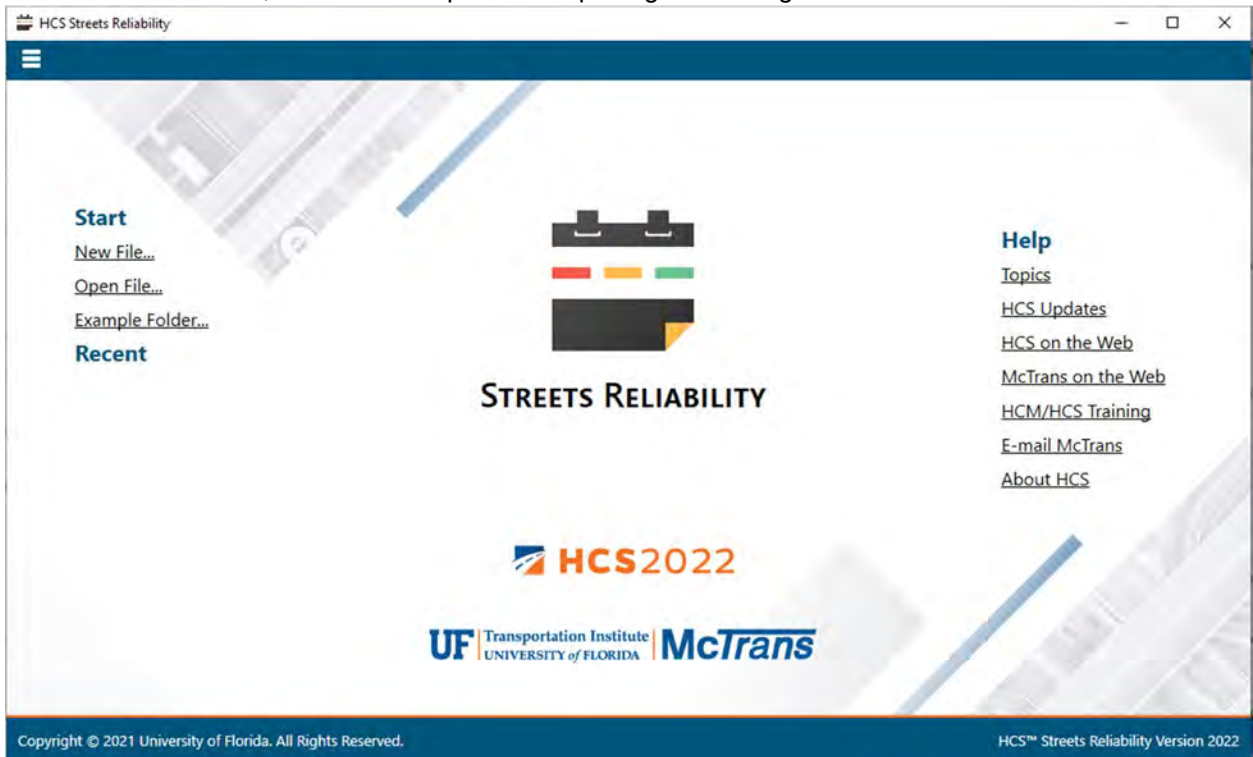 HCS Streets Reliability
Start
New File...
Open File...
Example Folder...
Recent
STREETS RELIABILITY
Help
Topics
HCS Updates
HCS on the Web
McTrans on the Web
HCM/HCS Training
E-mail McTrans
About HCS
HCS2022
UF Transportation Institute
UNIVERSITY of FLORIDA
McTrans
Copyright © 2021 University of Florida. All Rights Reserved.
HCS™ Streets Reliability Version 2022